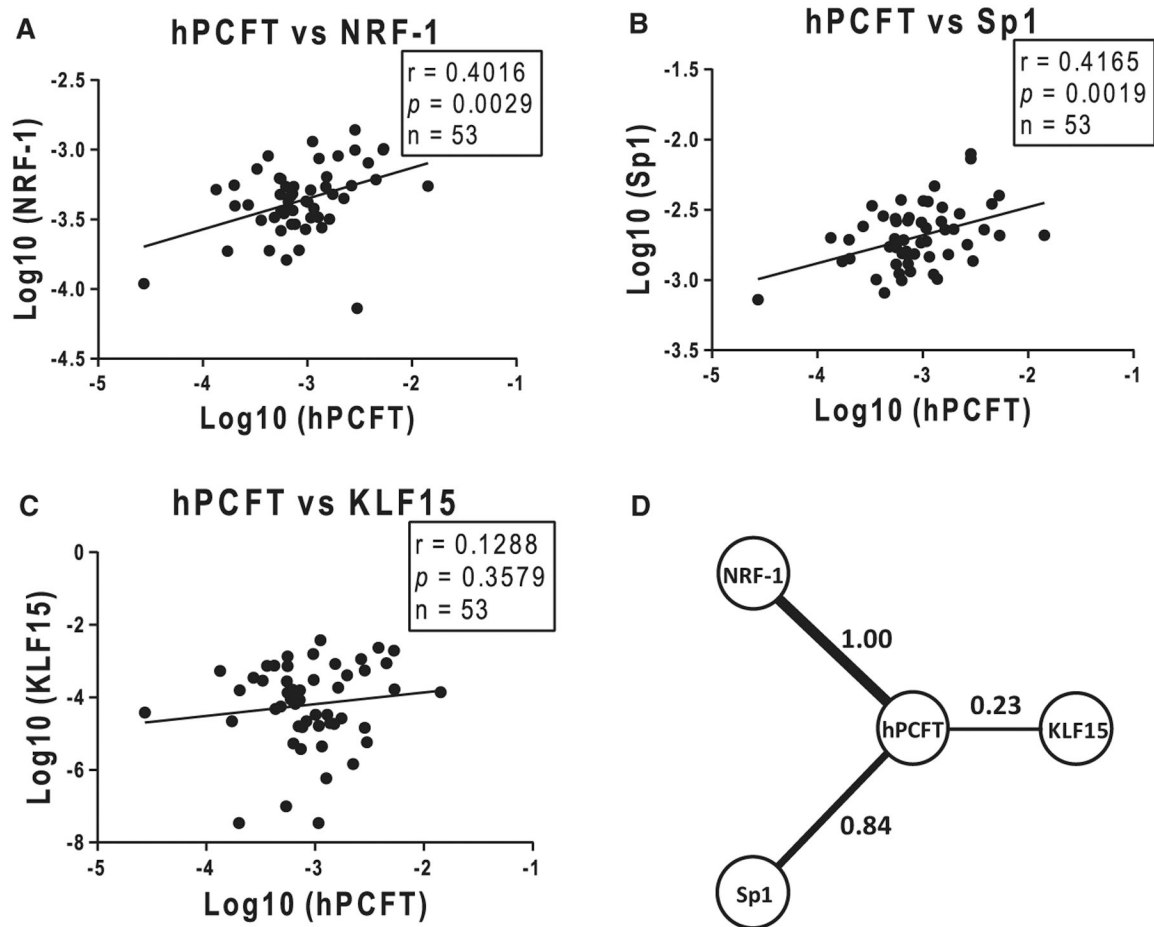 A
hPCFT vs NRF-1
r = 0.4016
p = 0.0029
n = 53
Log10 (NRF-1)
-2.5
-3.0
-3.5
-4.0
-4.5
-5
-4
-3
-2
-1
Log10 (hPCFT)
B
hPCFT vs Sp1
r = 0.4165
p = 0.0019
n = 53
Log10 (Sp1)
-1.5
-2.0
-2.5
-3.0
-3.5
-5
-4
-3
-2
-1
Log10 (hPCFT)
C
hPCFT vs KLF15
r = 0.1288
p = 0.3579
n = 53
Log10 (KLF15)
0
-2
-4
-6
-8
-5
-4
-3
-2
-1
Log10 (hPCFT)
D
NRF-1
1.00
hPCFT
0.23
KLF15
0.84
Sp1